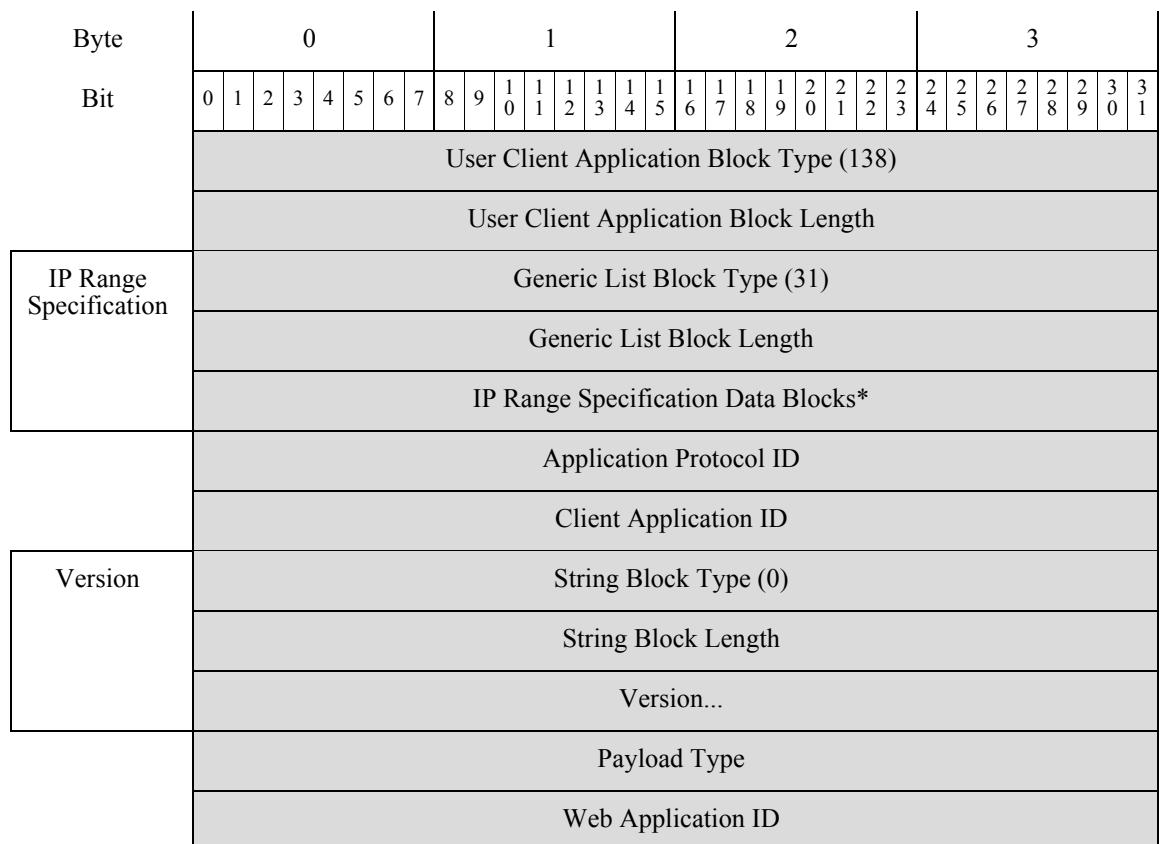 Byte 0 1 2 3
Bit 0 1 2 3 4 5 6 7 8 9 10 11 12 13 14 15 16 17 18 19 20 21 22 23 24 25 26 27 28 29 30 31
User Client Application Block Type (138)
User Client Application Block Length
IP Range
Specification
Generic List Block Type (31)
Generic List Block Length
IP Range Specification Data Blocks*
Application Protocol ID
Client Application ID
Version
String Block Type (0)
String Block Length
Version...
Payload Type
Web Application ID